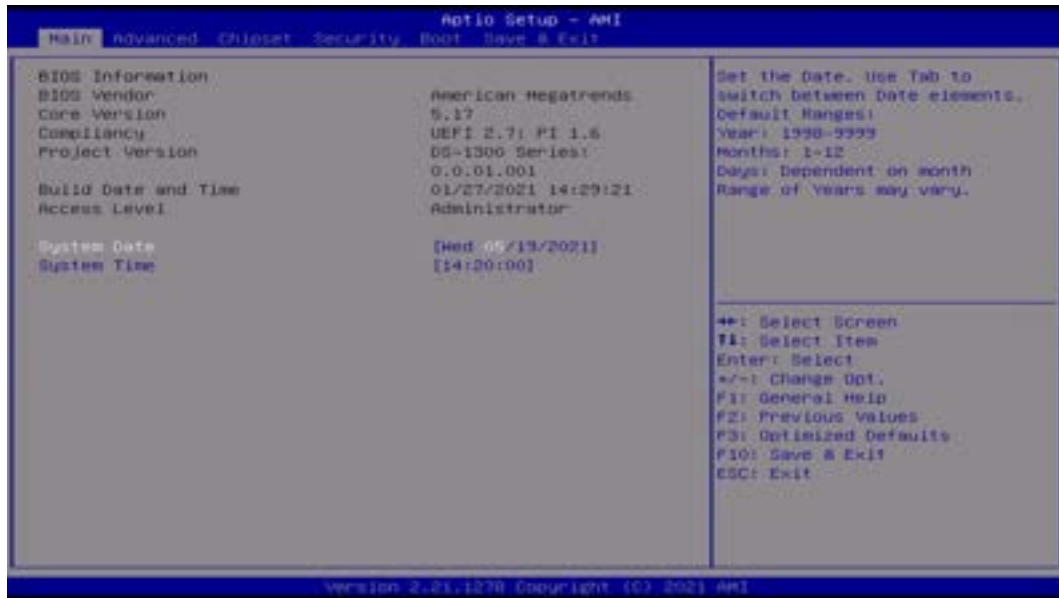 Aptio Setup - AMI
Main Advanced Chipset Security Boot Save & Exit
BIOS Information
BIOS Vendor American Megatrends
Core Version 5.17
Compliancy UEFI 2.7; PI 1.6
Project Version DS-1300 Series:
0.0.01.001
Build Date and Time 01/27/2021 14:29:21
Access Level Administrator
System Date [Wed 05/19/2021]
System Time [14:20:00]
Set the Date. Use Tab to
switch between Date elements.
Default Ranges:
Year: 1998-9999
Months: 1-12
Days: Dependent on month
Range of Years may vary.
→←: Select Screen
↑↓: Select Item
Enter: Select
+/-: Change Opt.
F1: General Help
F2: Previous Values
F3: Optimized Defaults
F10: Save & Exit
ESC: Exit
Version 2.21.1278 Copyright (C) 2021 AMI